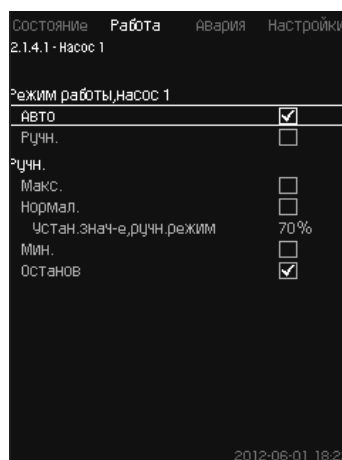 Состояние Работа Авария Настройки
2.1.4.1 - Насос 1
Режим работы,насос 1
Авто
Ручн.
Ручн.
Макс.
Нормал.
Устан.знач-е,ручн.режим 70%
Мин.
Останов
2012-06-01 18:2